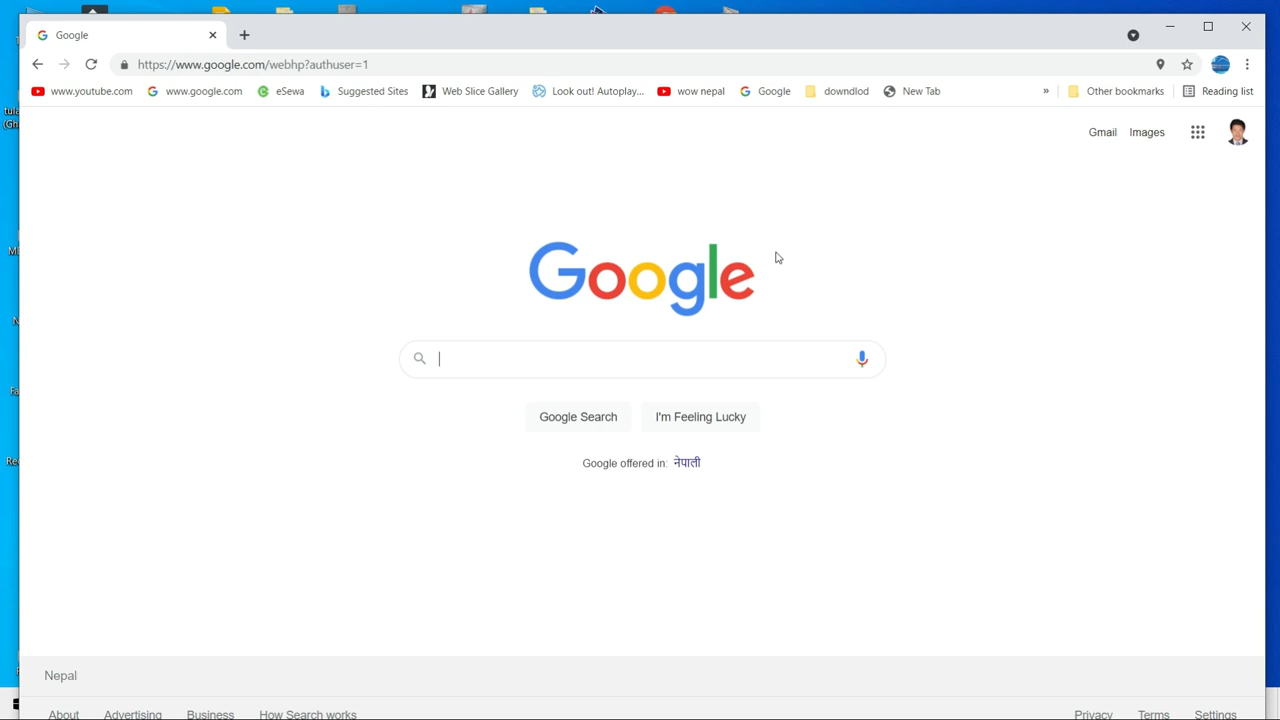 Google
https://www.google.com/webhp?authuser=1
www.youtube.com www.google.com eSewa Suggested Sites Web Slice Gallery Look out! Autoplay... wow nepal Google downdlod New Tab » Other bookmarks Reading list
Gmail Images
Google
Google Search I'm Feeling Lucky
Google offered in: नेपाली
Nepal
About Advertising Business How Search works Privacy Terms Settings